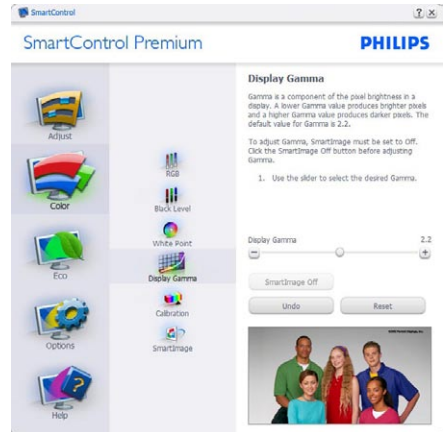 SmartControl
SmartControl Premium
PHILIPS
Adjust
Color
Eco
Options
Help
RGB
Black Level
White Point
Display Gamma
Calibration
SmartImage
Display Gamma
Gamma is a component of the pixel brightness in a
display. A lower Gamma value produces brighter pixels
and a higher Gamma value produces darker pixels. The
default value for Gamma is 2.2.
To adjust Gamma, SmartImage must be set to Off.
Click the SmartImage Off button before adjusting
Gamma.
1. Use the slider to select the desired Gamma.
Display Gamma 2.2
SmartImage Off
Undo Reset